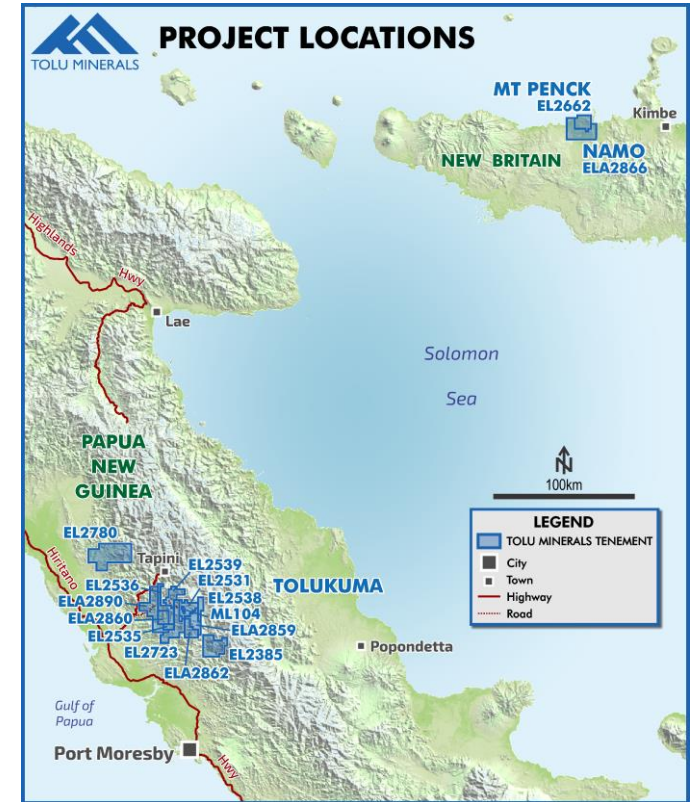 TOLU MINERALS
PROJECT LOCATIONS
MT PENCK
EL2662
Kimbe
NEW BRITAIN
NAMO
ELA2866
Highlands
Hwy
Lae
Solomon
Sea
PAPUA
NEW
GUINEA
N
100km
LEGEND
TOLU MINERALS TENEMENT
City
Town
Highway
Road
EL2780
Hiritano
Tapini
EL2539
EL2536
EL2531
TOLUKUMA
ELA2890
EL2538
ELA2860
ML104
EL2535
ELA2859
EL2723
EL2385
ELA2862
Popondetta
Gulf of
Papua
Port Moresby
Hwy